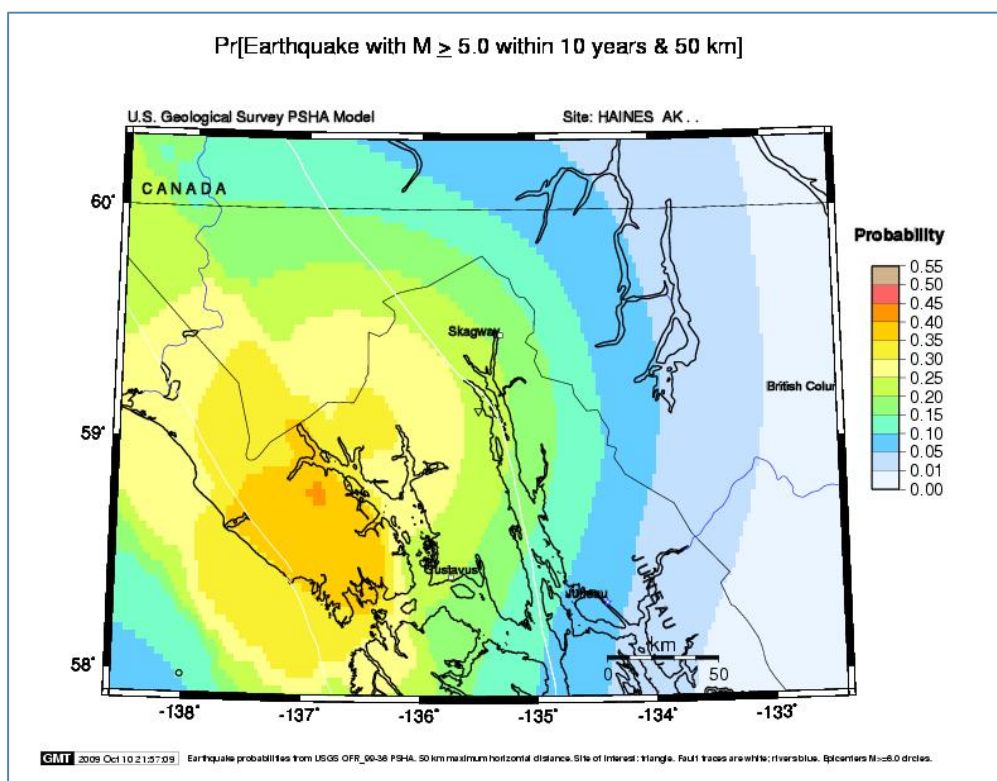 Pr[Earthquake with M ≥ 5.0 within 10 years & 50 km]
U.S. Geological Survey PSHA Model Site: HAINES AK . .
CANADA
60°
Probability
0.55
0.50
0.45
0.40
0.35
0.30
0.25
0.20
0.15
0.10
0.05
0.01
0.00
Skagway
British Colum
59°
Gustavus
Juneau
JUNEAU
km
0 50
58°
-138° -137° -136° -135° -134° -133°
GMT 2009 Oct 10 21:57:09 Earthquake probabilities from USGS OFR_99-36 PSHA. 50 km maximum horizontal distance. Site of interest: triangle. Fault traces are white; rivers blue. Epicenters M>=6.0 circles.